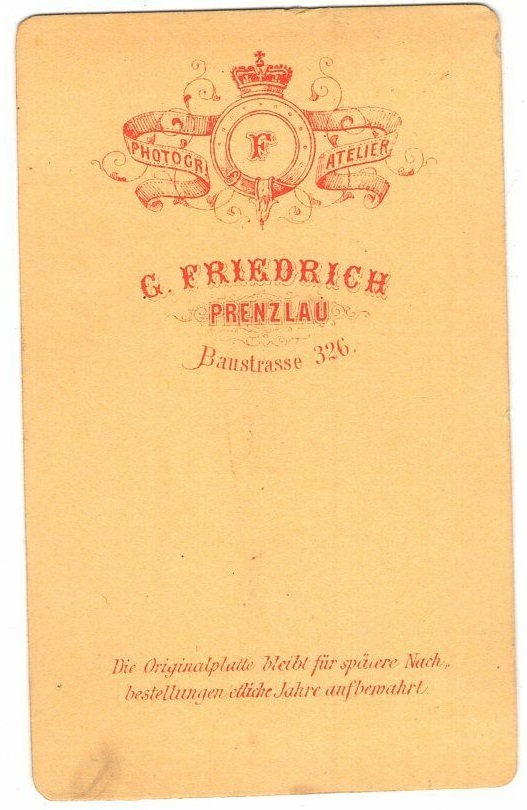 F
PHOTOGR. ATELIER
G. FRIEDRICH
PRENZLAU
Baustrasse 326.
Die Originalplatte bleibt für spätere Nach-
bestellungen etliche Jahre aufbewahrt.